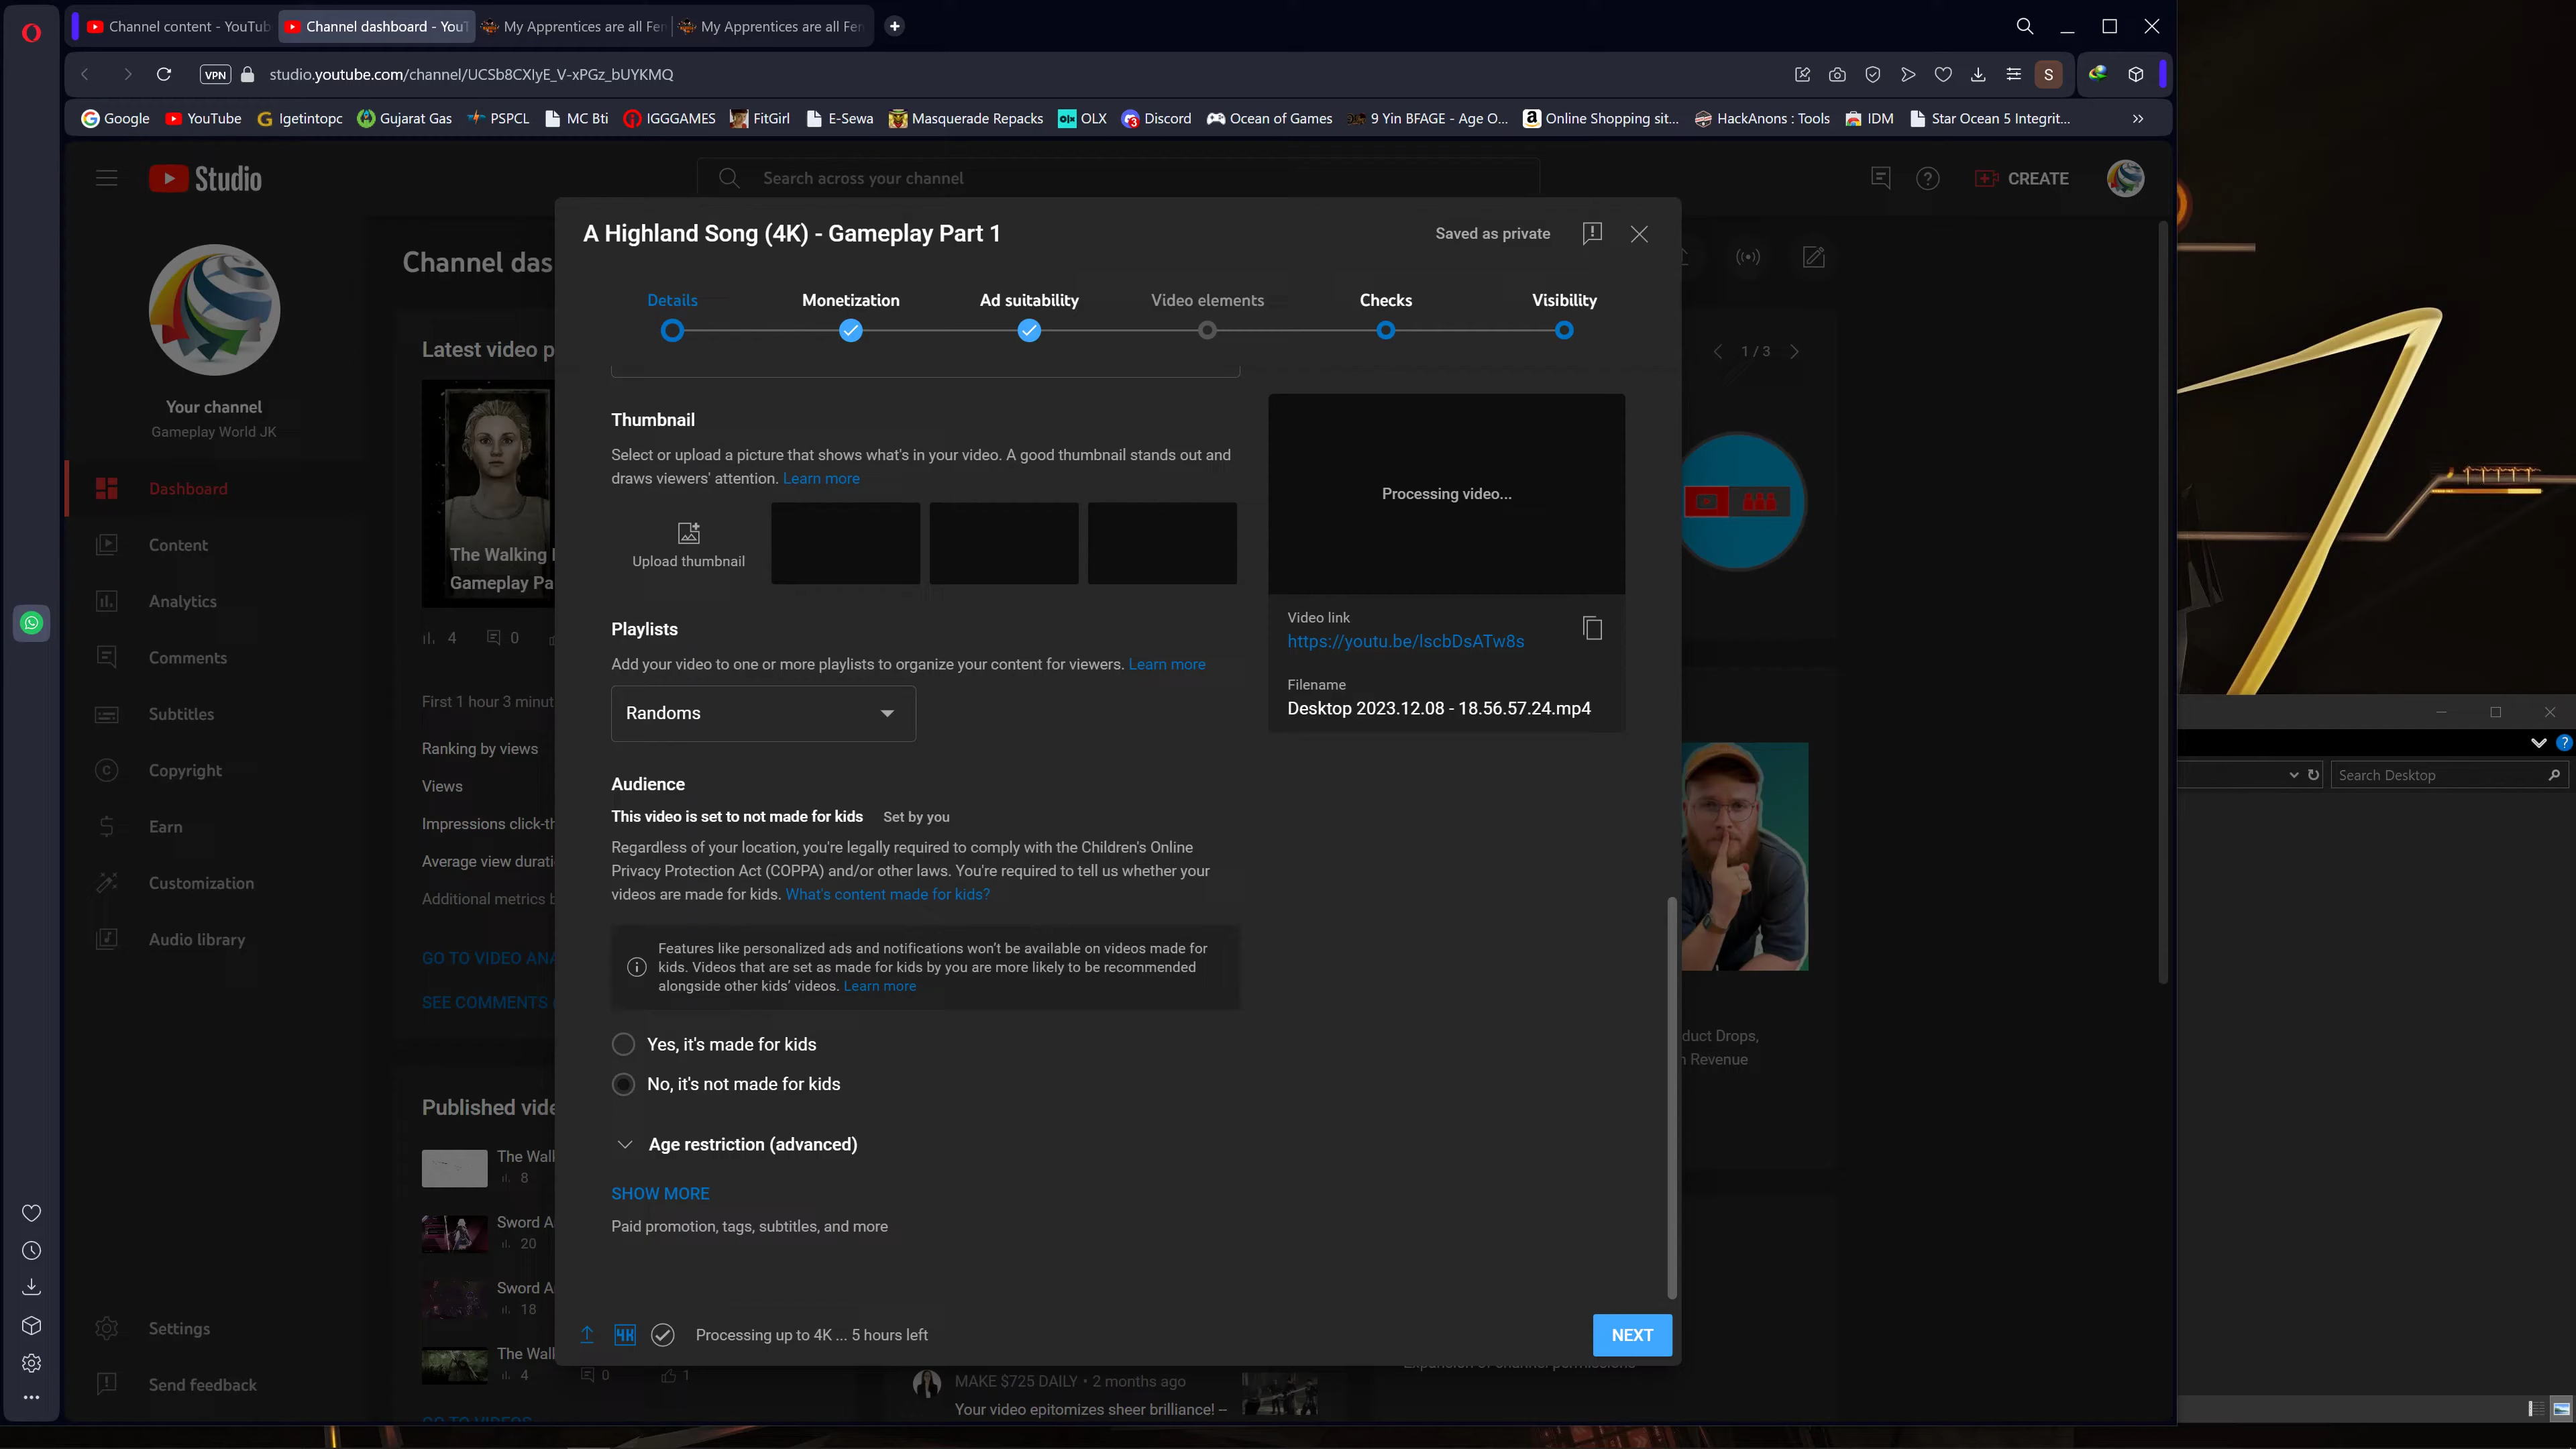 Channel content - YouTub
Channel dashboard - YouT
My Apprentices are all Fem
My Apprentices are all Fem
VPN
studio.youtube.com/channel/UCSb8CXIyE_V-xPGz_bUYKMQ
S
Google
YouTube
Igetintopc
Gujarat Gas
PSPCL
MC Bti
IGGGAMES
FitGirl
E-Sewa
Masquerade Repacks
OLX
Discord
Ocean of Games
9 Yin BFAGE - Age O...
Online Shopping sit...
HackAnons : Tools
IDM
Star Ocean 5 Integrit...
Studio
Search across your channel
CREATE
Your channel
Gameplay World JK
Dashboard
Content
Analytics
Comments
Subtitles
Copyright
Earn
Customization
Audio library
Settings
Send feedback
Channel das
Latest video p
The Walking
Gameplay Pa
4
0
First 1 hour 3 minut
Ranking by views
Views
Impressions click-th
Average view duratio
Additional metrics b
GO TO VIDEO ANA
SEE COMMENTS
Published vide
The Wal
8
Sword A
20
Sword A
18
The Wal
4
0
1
GO TO VIDEOS
A Highland Song (4K) - Gameplay Part 1
Saved as private
Details
Monetization
Ad suitability
Video elements
Checks
Visibility
Thumbnail
Select or upload a picture that shows what's in your video. A good thumbnail stands out and
draws viewers' attention. Learn more
Upload thumbnail
Playlists
Add your video to one or more playlists to organize your content for viewers. Learn more
Randoms
Audience
This video is set to not made for kids
Set by you
Regardless of your location, you're legally required to comply with the Children's Online
Privacy Protection Act (COPPA) and/or other laws. You're required to tell us whether your
videos are made for kids. What's content made for kids?
Features like personalized ads and notifications won't be available on videos made for
kids. Videos that are set as made for kids by you are more likely to be recommended
alongside other kids' videos. Learn more
Yes, it's made for kids
No, it's not made for kids
Age restriction (advanced)
SHOW MORE
Paid promotion, tags, subtitles, and more
Processing video...
Video link
https://youtu.be/lscbDsATw8s
Filename
Desktop 2023.12.08 - 18.56.57.24.mp4
4K
Processing up to 4K ... 5 hours left
NEXT
1 / 3
duct Drops,
n Revenue
Expansion of channel permissions
MAKE $725 DAILY • 2 months ago
Your video epitomizes sheer brilliance! –
Search Desktop